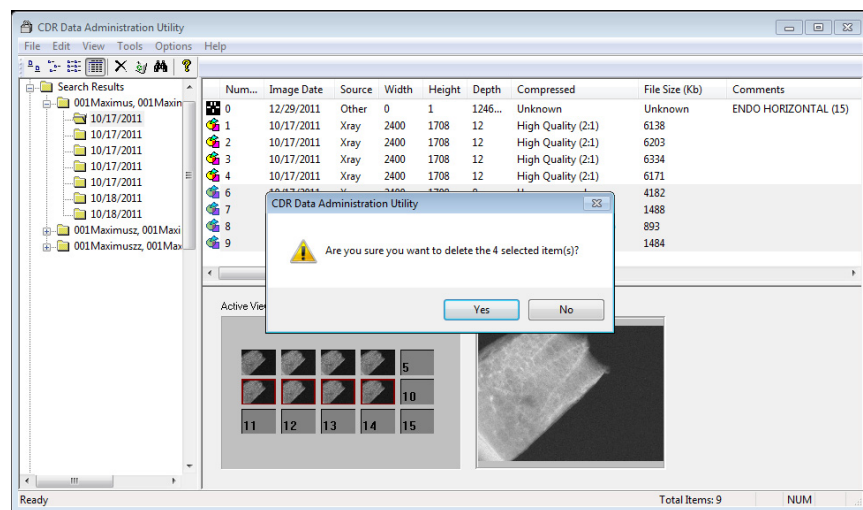 CDR Data Administration Utility
File Edit View Tools Options Help
Search Results
001Maximus, 001Maxin
10/17/2011
10/17/2011
10/17/2011
10/17/2011
10/17/2011
10/18/2011
10/18/2011
001Maximusz, 001Maxi
001Maximuszz, 001Max
Num... Image Date Source Width Height Depth Compressed File Size (Kb) Comments
0 12/29/2011 Other 0 1 1246... Unknown Unknown ENDO HORIZONTAL (15)
1 10/17/2011 Xray 2400 1708 12 High Quality (2:1) 6138
2 10/17/2011 Xray 2400 1708 12 High Quality (2:1) 6203
3 10/17/2011 Xray 2400 1708 12 High Quality (2:1) 6334
4 10/17/2011 Xray 2400 1708 12 High Quality (2:1) 6171
6 4182
7 1488
8 893
9 1484
CDR Data Administration Utility
Are you sure you want to delete the 4 selected item(s)?
Yes No
Active Vie
5
10
11 12 13 14 15
Ready Total Items: 9 NUM